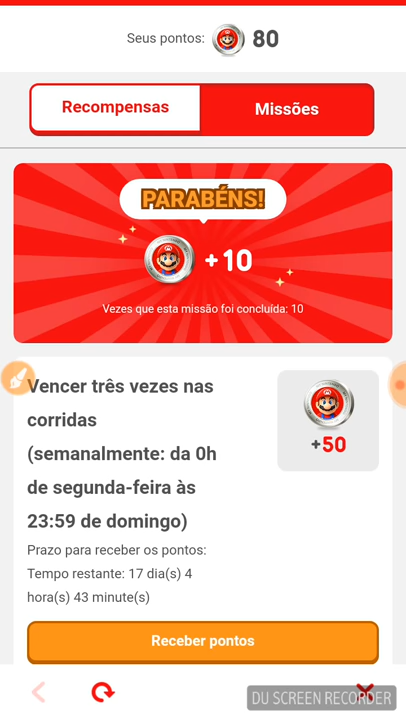 Seus pontos: 80
Recompensas
Missões
PARABÉNS!
+10
Vezes que esta missão foi concluída: 10
Vencer três vezes nas
corridas
(semanalmente: da 0h
de segunda-feira às
23:59 de domingo)
+50
Prazo para receber os pontos:
Tempo restante: 17 dia(s) 4
hora(s) 43 minute(s)
Receber pontos
DU SCREEN RECORDER